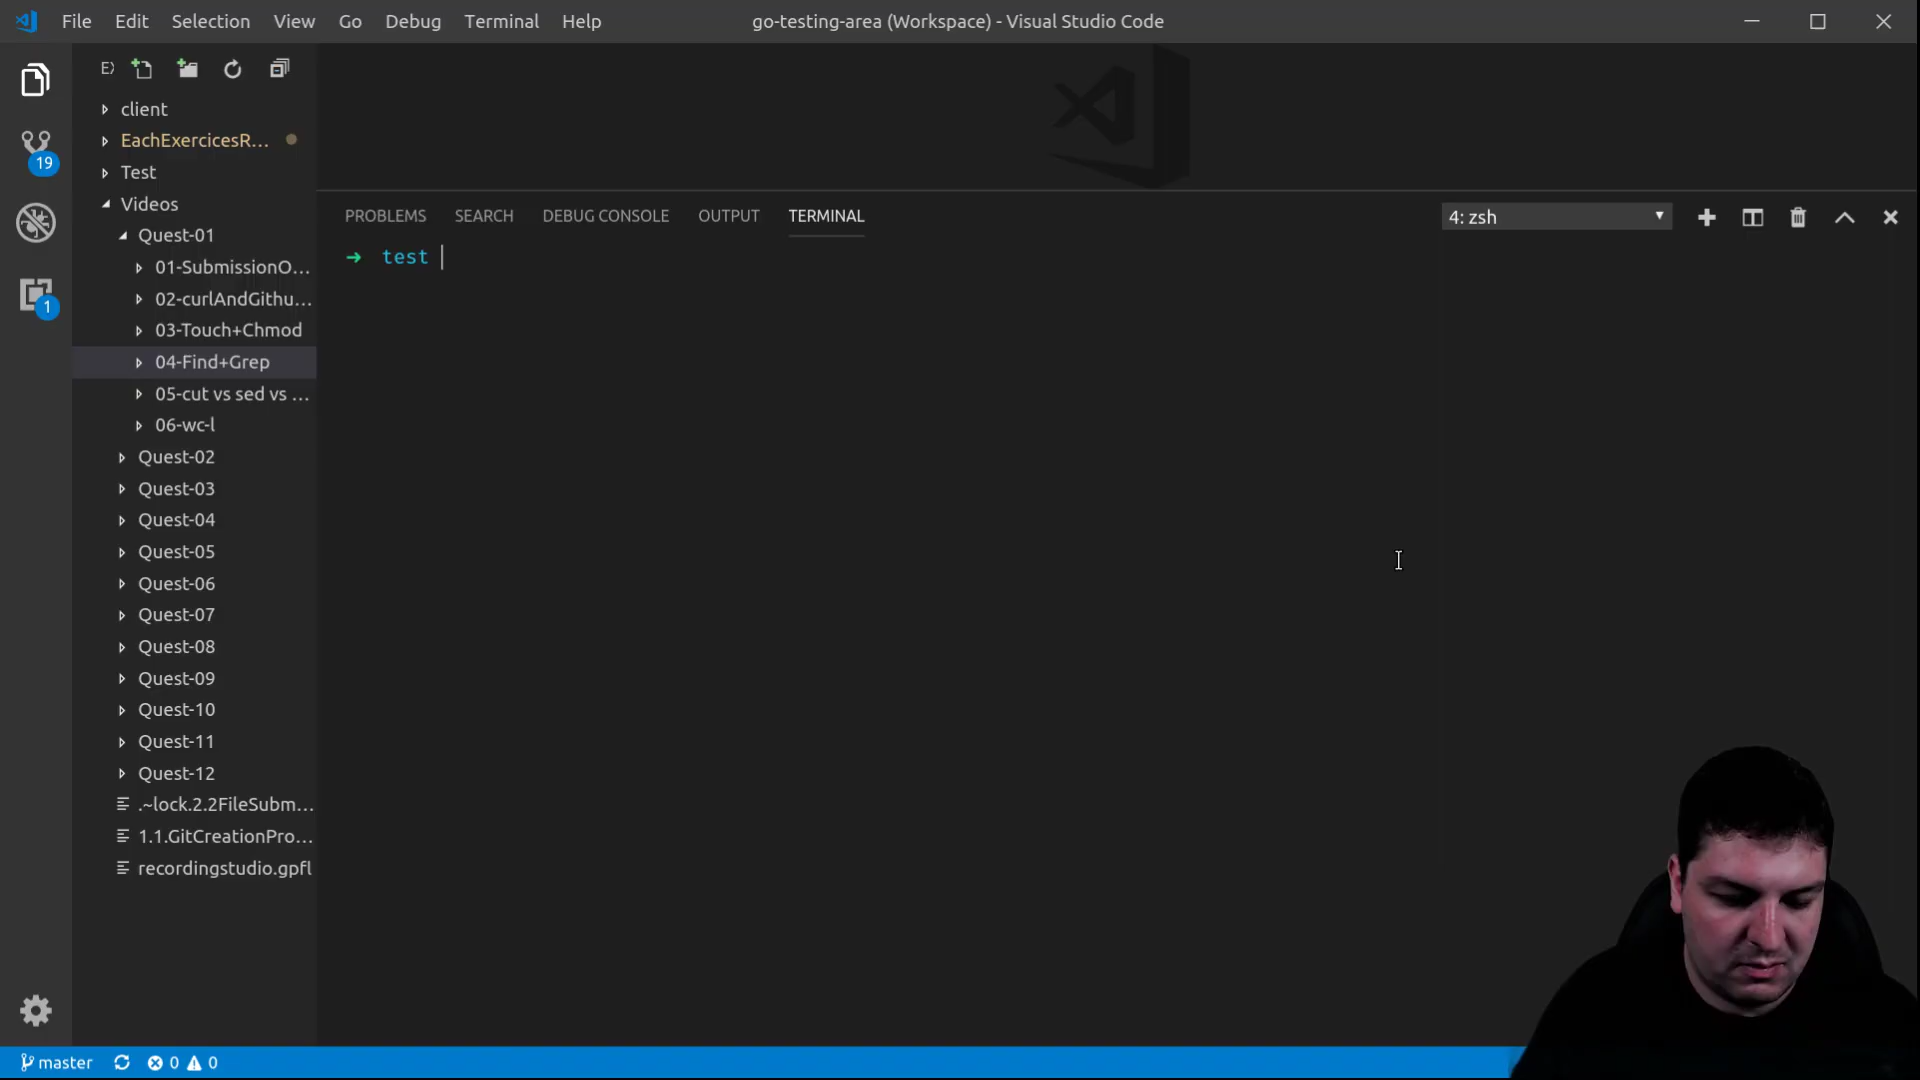 File Edit Selection View Go Debug Terminal Help go-testing-area (Workspace) - Visual Studio Code
EX
client
EachExercicesR...
19
Test
Videos
Quest-01
01-SubmissionO...
02-curlAndGithu...
1
03-Touch+Chmod
04-Find+Grep
05-cut vs sed vs ...
06-wc-l
Quest-02
Quest-03
Quest-04
Quest-05
Quest-06
Quest-07
Quest-08
Quest-09
Quest-10
Quest-11
Quest-12
.~lock.2.2FileSubm...
1.1.GitCreationPro...
recordingstudio.gpfl
PROBLEMS SEARCH DEBUG CONSOLE OUTPUT TERMINAL 4: zsh
➜ test
master 0 0